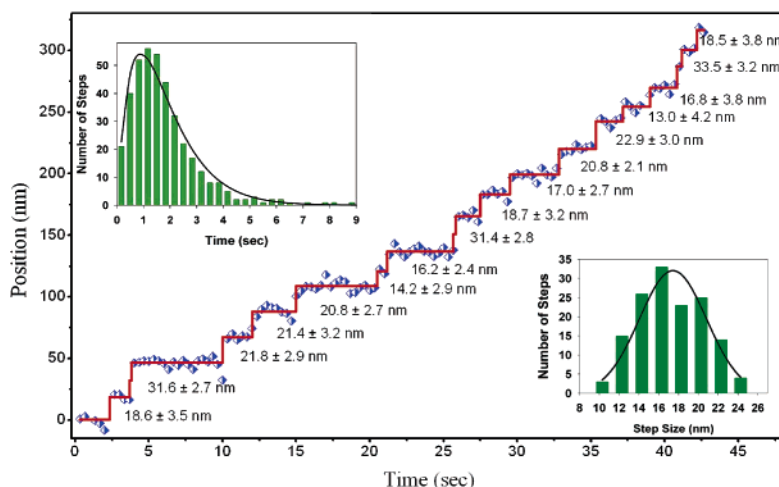 Position (nm)
300
250
200
150
100
50
0
0
5
10
15
20
25
30
35
40
45
Time (sec)
Number of Steps
50
40
30
20
10
0
0
1
2
3
4
5
6
7
8
9
Time (sec)
18.5 ± 3.8 nm
33.5 ± 3.2 nm
16.8 ± 3.8 nm
13.0 ± 4.2 nm
22.9 ± 3.0 nm
20.8 ± 2.1 nm
17.0 ± 2.7 nm
18.7 ± 3.2 nm
31.4 ± 2.8
16.2 ± 2.4 nm
14.2 ± 2.9 nm
20.8 ± 2.7 nm
21.4 ± 3.2 nm
21.8 ± 2.9 nm
31.6 ± 2.7 nm
18.6 ± 3.5 nm
Number of Steps
35
30
25
20
15
10
5
0
8
10
12
14
16
18
20
22
24
26
Step Size (nm)